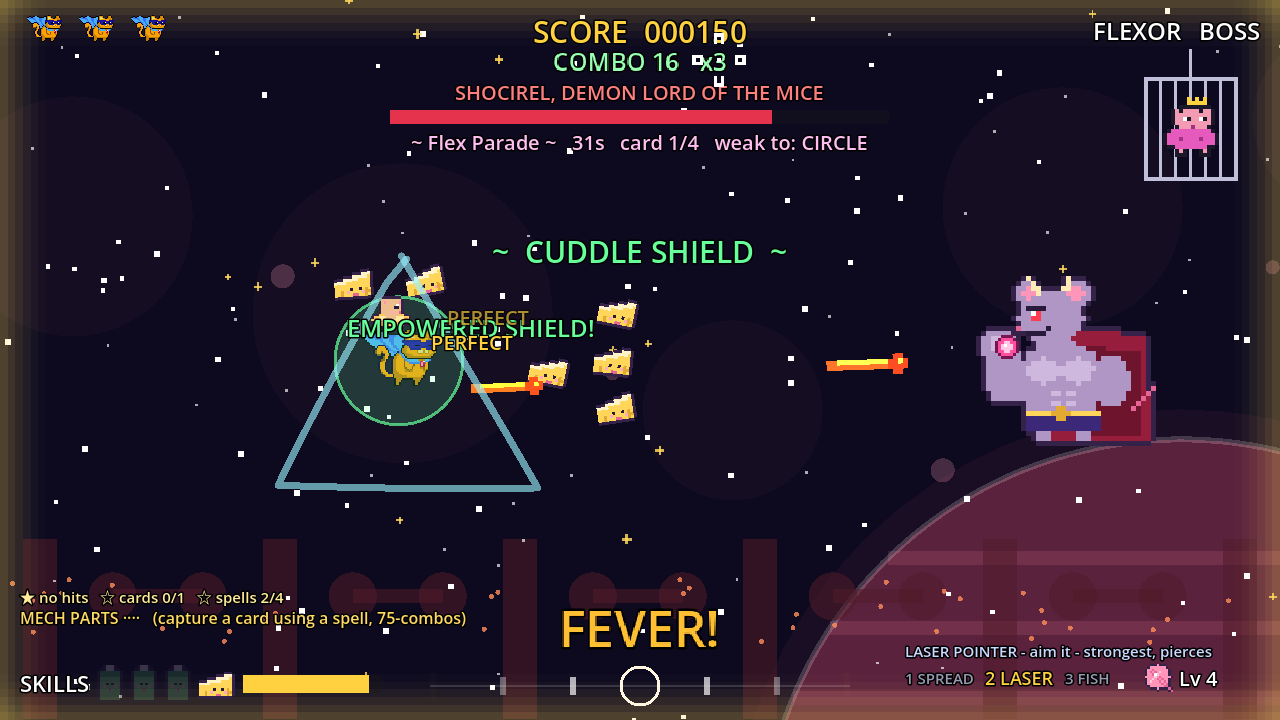 SCORE 000150
FLEXOR BOSS
COMBO 16 x3
SHOCIREL, DEMON LORD OF THE MICE
~ Flex Parade ~ 31s card 1/4 weak to: CIRCLE
~ CUDDLE SHIELD ~
PERFECT
EMPOWERED SHIELD!
PERFECT
★ no hits ☆ cards 0/1 ☆ spells 2/4
MECH PARTS ···· (capture a card using a spell, 75-combos)
FEVER!
LASER POINTER - aim it - strongest, pierces
SKILLS
1 SPREAD 2 LASER 3 FISH Lv 4